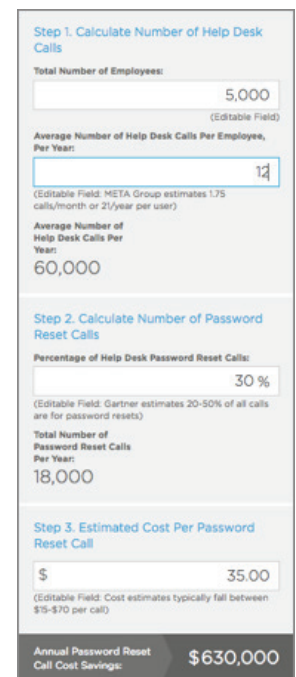 Step 1. Calculate Number of Help Desk
Calls
Total Number of Employees:
5,000
(Editable Field)
Average Number of Help Desk Calls Per Employee,
Per Year:
12
(Editable Field: META Group estimates 1.75
calls/month or 21/year per user)
Average Number of
Help Desk Calls Per
Year:
60,000
Step 2. Calculate Number of Password
Reset Calls
Percentage of Help Desk Password Reset Calls:
30 %
(Editable Field: Gartner estimates 20-50% of all calls
are for password resets)
Total Number of
Password Reset Calls
Per Year:
18,000
Step 3. Estimated Cost Per Password
Reset Call
$ 35.00
(Editable Field: Cost estimates typically fall between
$15-$70 per call)
Annual Password Reset
Call Cost Savings:
$630,000